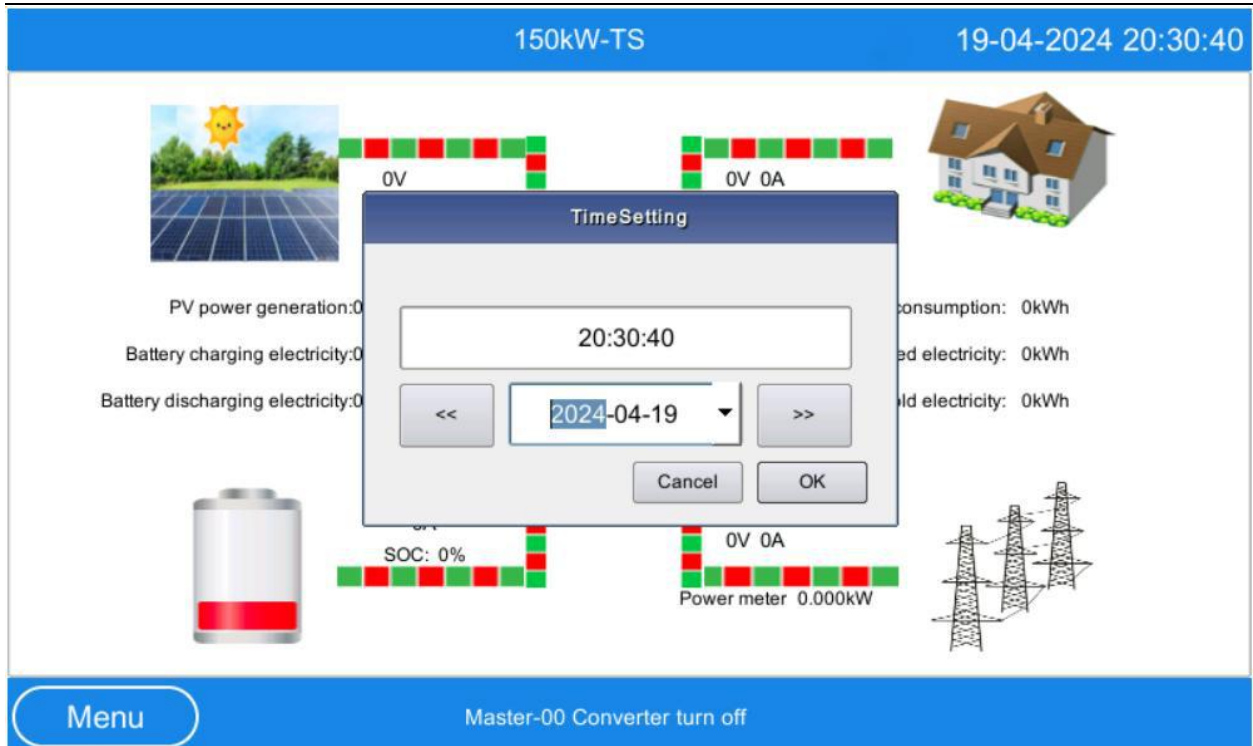 150kW-TS 19-04-2024 20:30:40
0V 0V 0A
TimeSetting
PV power generation:0 consumption: 0kWh
20:30:40
Battery charging electricity:0 ed electricity: 0kWh
Battery discharging electricity:0 ld electricity: 0kWh
<< 2024-04-19 >>
Cancel OK
SOC: 0% 0V 0A
Power meter 0.000kW
Menu Master-00 Converter turn off